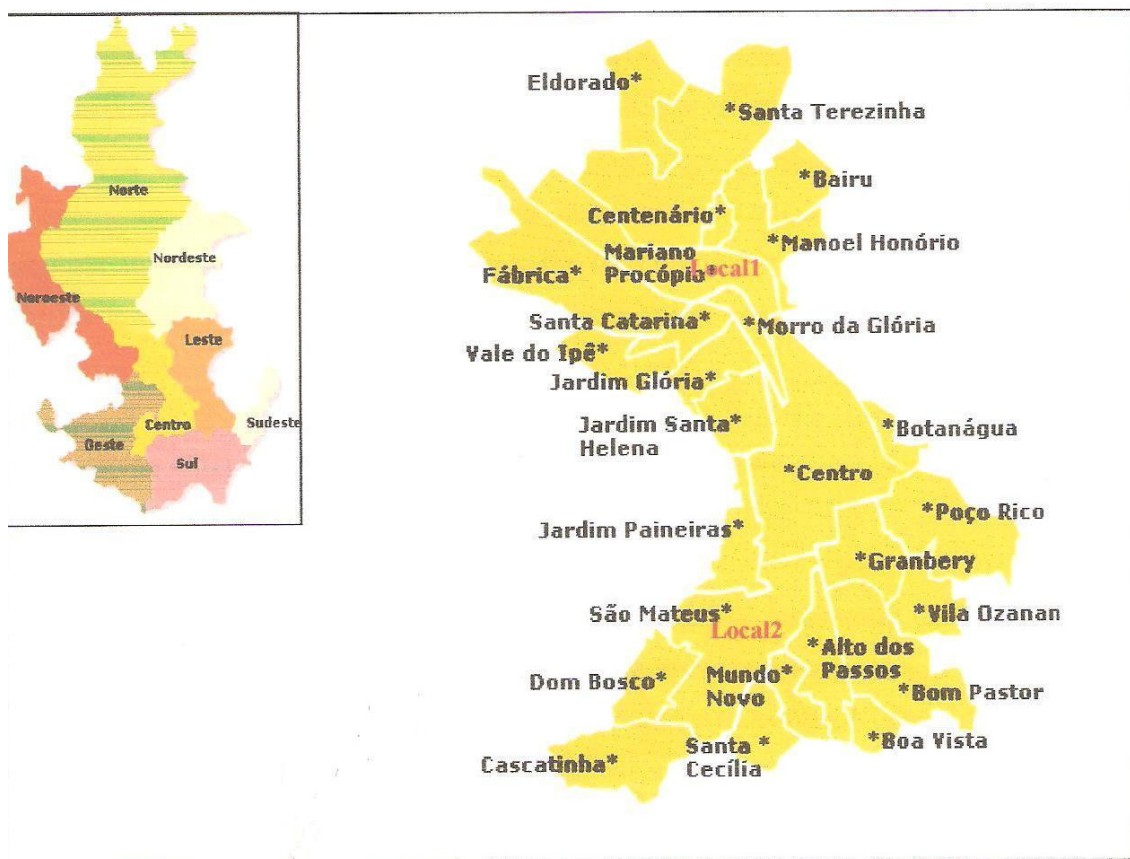 Norte
Nordeste
Noroeste
Leste
Centro
Sudeste
Oeste
Sul
Eldorado*
*Santa Terezinha
*Bairu
Centenário*
*Manoel Honório
Mariano
Procópio*
Local1
Fábrica*
Santa Catarina*
*Morro da Glória
Vale do Ipê*
Jardim Glória*
Jardim Santa*
Helena
*Botanágua
*Centro
*Poço Rico
Jardim Paineiras*
*Granbery
São Mateus*
*Vila Ozanan
Local2
*Alto dos
Passos
Dom Bosco*
Mundo*
Novo
*Bom Pastor
*Boa Vista
Santa *
Cecília
Cascatinha*